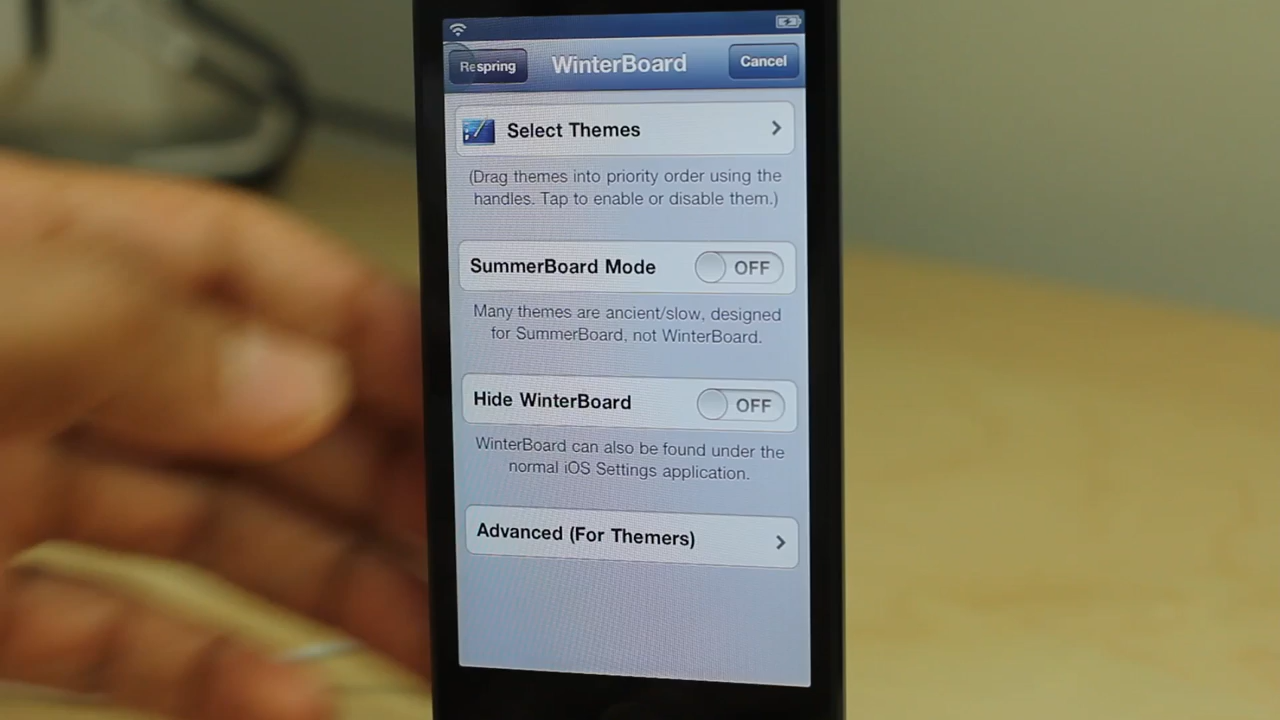 Respring
WinterBoard
Cancel
Select Themes
(Drag themes into priority order using the
handles. Tap to enable or disable them.)
SummerBoard Mode
OFF
Many themes are ancient/slow, designed
for SummerBoard, not WinterBoard.
Hide WinterBoard
OFF
WinterBoard can also be found under the
normal iOS Settings application.
Advanced (For Themers)